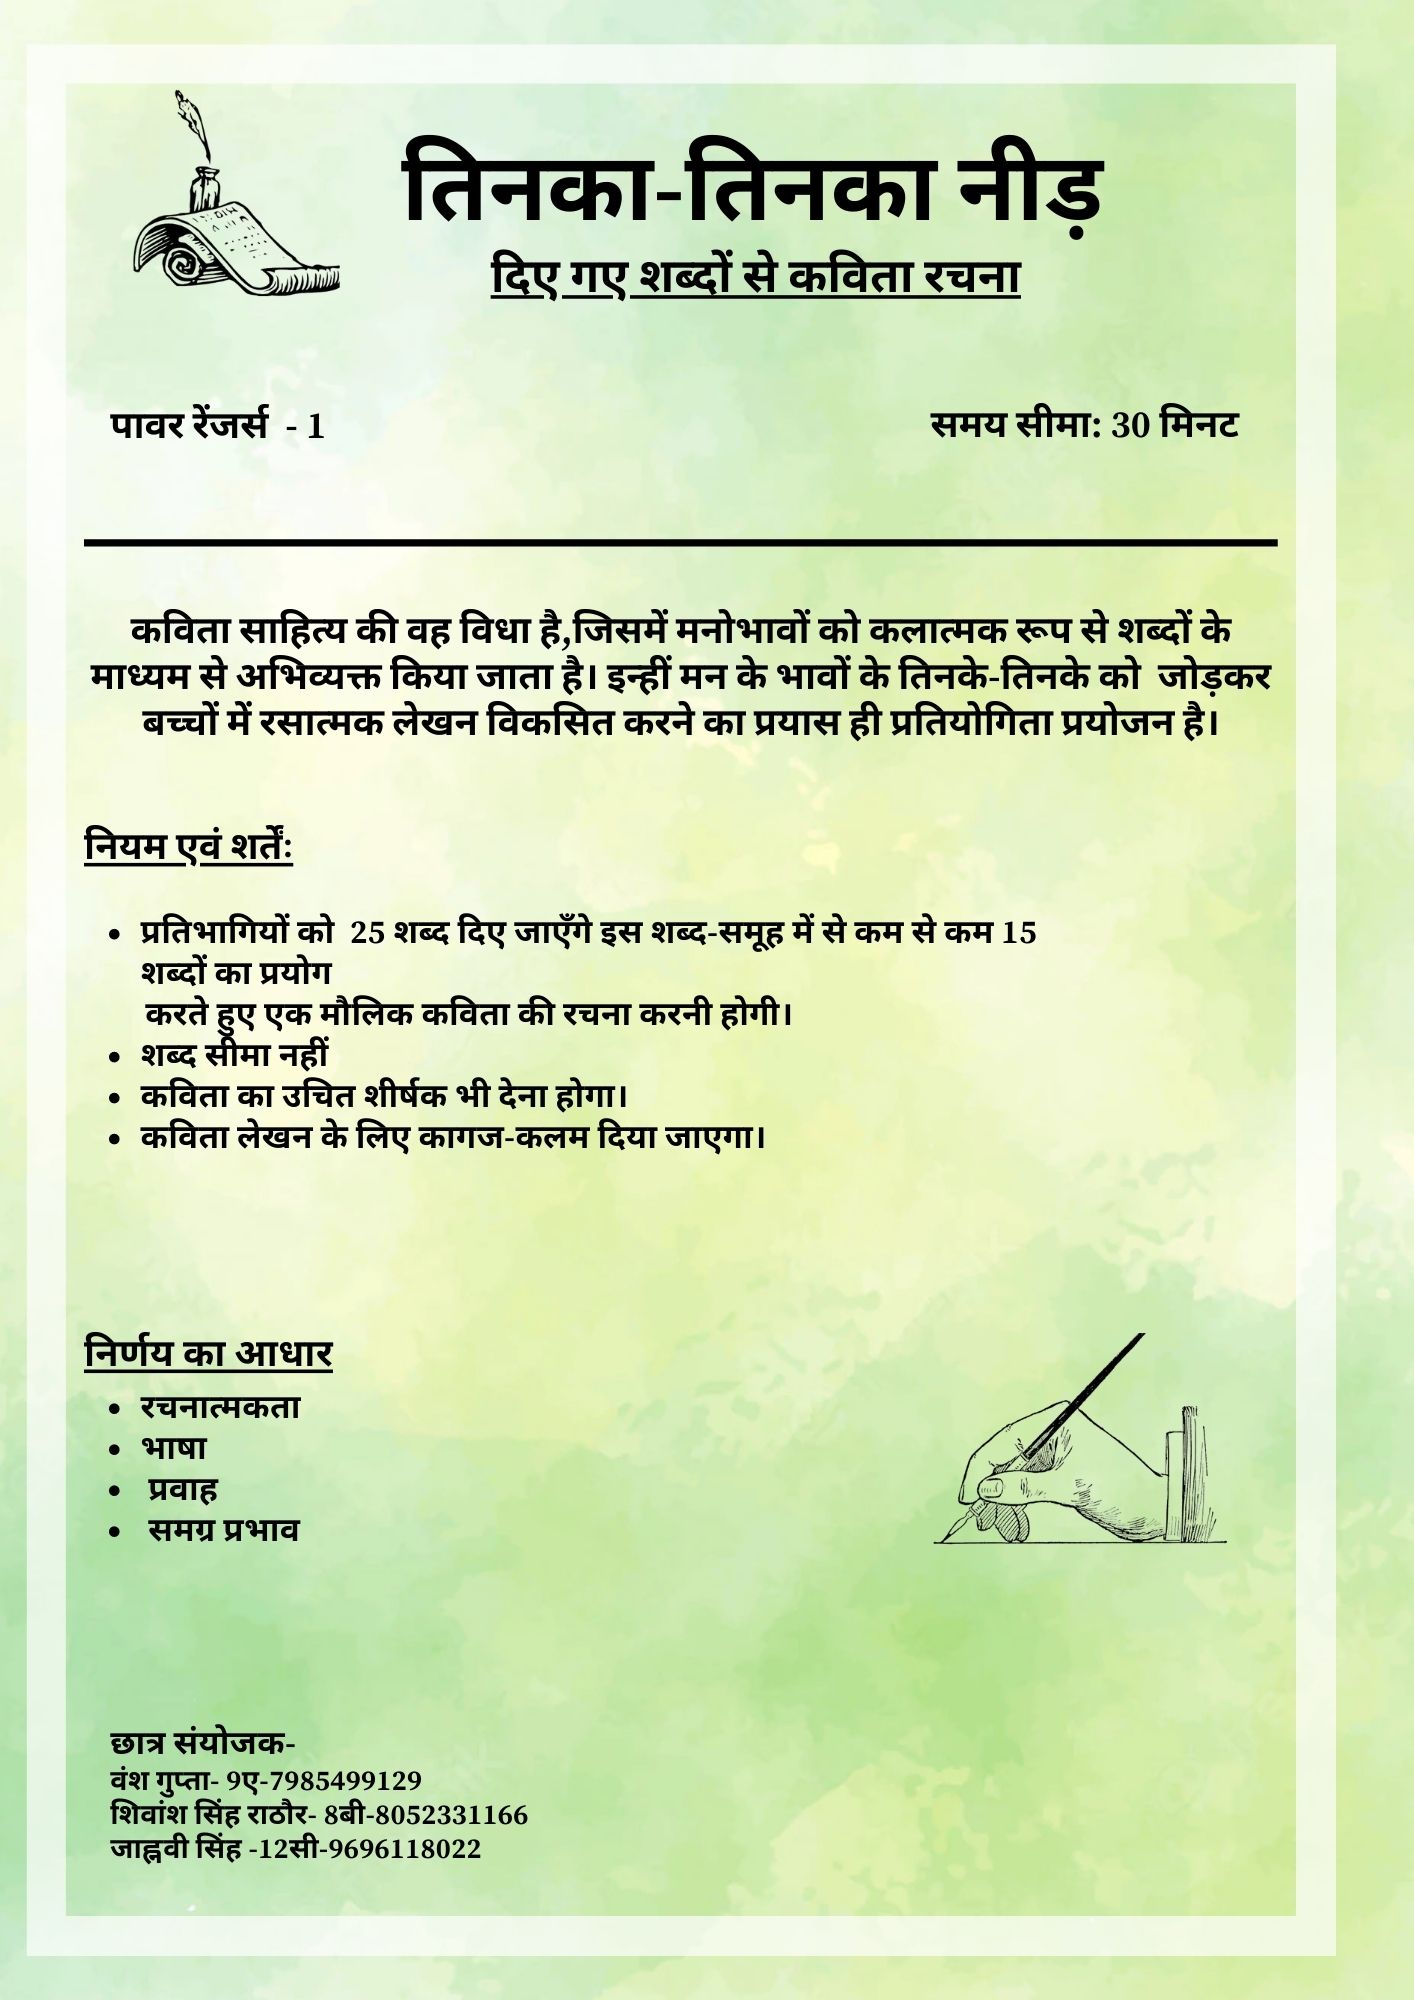 तिनका-तिनका नीड़
दिए गए शब्दों से कविता रचना
पावर रेंजर्स - 1
समय सीमा: 30 मिनट
कविता साहित्य की वह विधा है,जिसमें मनोभावों को कलात्मक रूप से शब्दों के
माध्यम से अभिव्यक्त किया जाता है। इन्हीं मन के भावों के तिनके-तिनके को जोड़कर
बच्चों में रसात्मक लेखन विकसित करने का प्रयास ही प्रतियोगिता प्रयोजन है।
नियम एवं शर्तेंः
• प्रतिभागियों को 25 शब्द दिए जाएँगे इस शब्द-समूह में से कम से कम 15
शब्दों का प्रयोग
करते हुए एक मौलिक कविता की रचना करनी होगी।
• शब्द सीमा नहीं
• कविता का उचित शीर्षक भी देना होगा।
• कविता लेखन के लिए कागज-कलम दिया जाएगा।
निर्णय का आधार
• रचनात्मकता
• भाषा
• प्रवाह
• समग्र प्रभाव
छात्र संयोजक-
वंश गुप्ता- 9ए-7985499129
शिवांश सिंह राठौर- 8बी-8052331166
जाह्नवी सिंह -12सी-9696118022